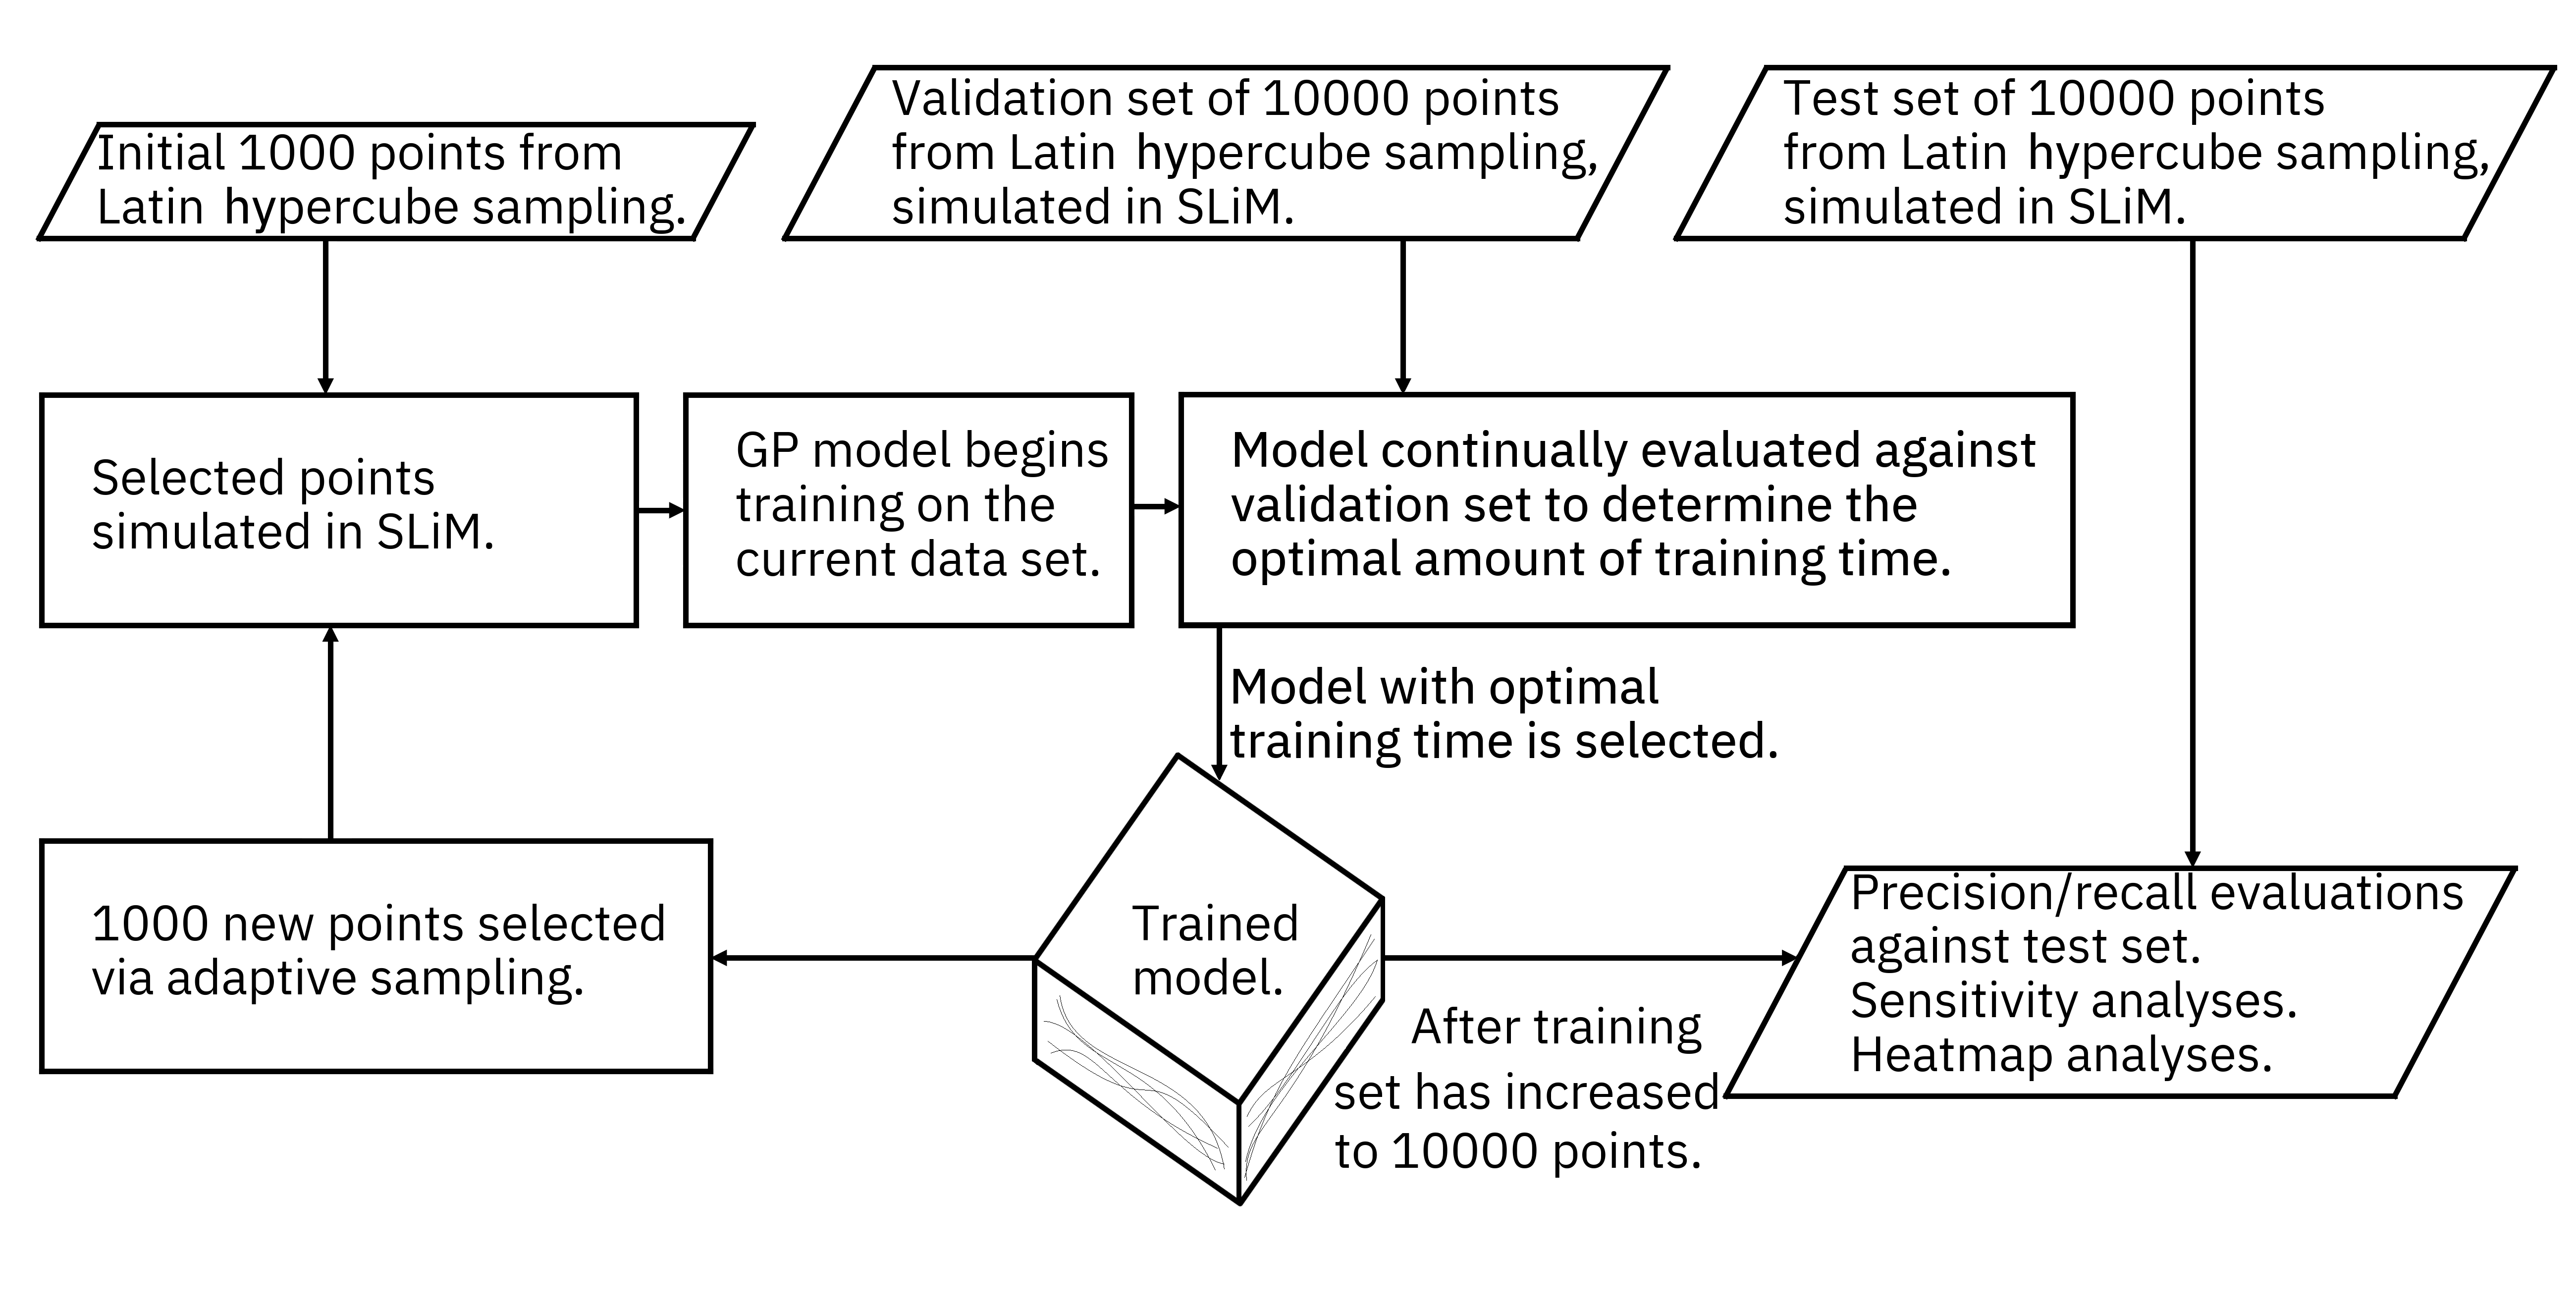 Initial 1000 points from
Latin hypercube sampling.
Validation set of 10000 points
from Latin hypercube sampling,
simulated in SLiM.
Test set of 10000 points
from Latin hypercube sampling,
simulated in SLiM.
Selected points
simulated in SLiM.
GP model begins
training on the
current data set.
Model continually evaluated against
validation set to determine the
optimal amount of training time.
Model with optimal
training time is selected.
1000 new points selected
via adaptive sampling.
Trained
model.
After training
set has increased
to 10000 points.
Precision/recall evaluations
against test set.
Sensitivity analyses.
Heatmap analyses.